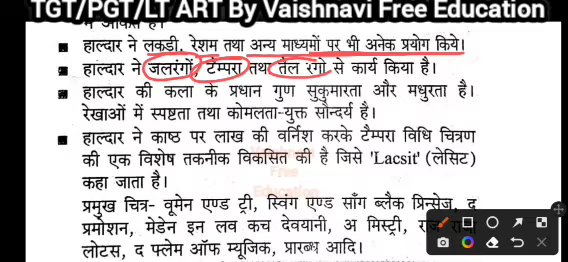 TGT/PGT/LT ART By Vaishnavi Free Education
हाल्दार ने लकड़ी, रेशम तथा अन्य माध्यमों पर भी अनेक प्रयोग किये।
हाल्दार ने जलरंगों, टैम्परा तथा तैल रंगो से कार्य किया है।
हाल्दार की कला के प्रधान गुण सुकुमारता और मधुरता है।
रेखाओं में स्पष्टता तथा कोमलता-युक्त सौन्दर्य है।
हाल्दार ने काष्ठ पर लाख की वर्निश करके टैम्परा विधि चित्रण
की एक विशेष तकनीक विकसित की है जिसे 'Lacsit' (लेसिट)
कहा जाता है।
Free
Education
प्रमुख चित्र- वूमेन एण्ड ट्री, स्विंग एण्ड साँग ब्लैक प्रिन्सेज, द
प्रमोशन, मेडेन इन लव कच देवयानी, अ मिस्ट्री,
लोटस, द फ्लेम ऑफ म्यूजिक, प्रारब्ध आदि।